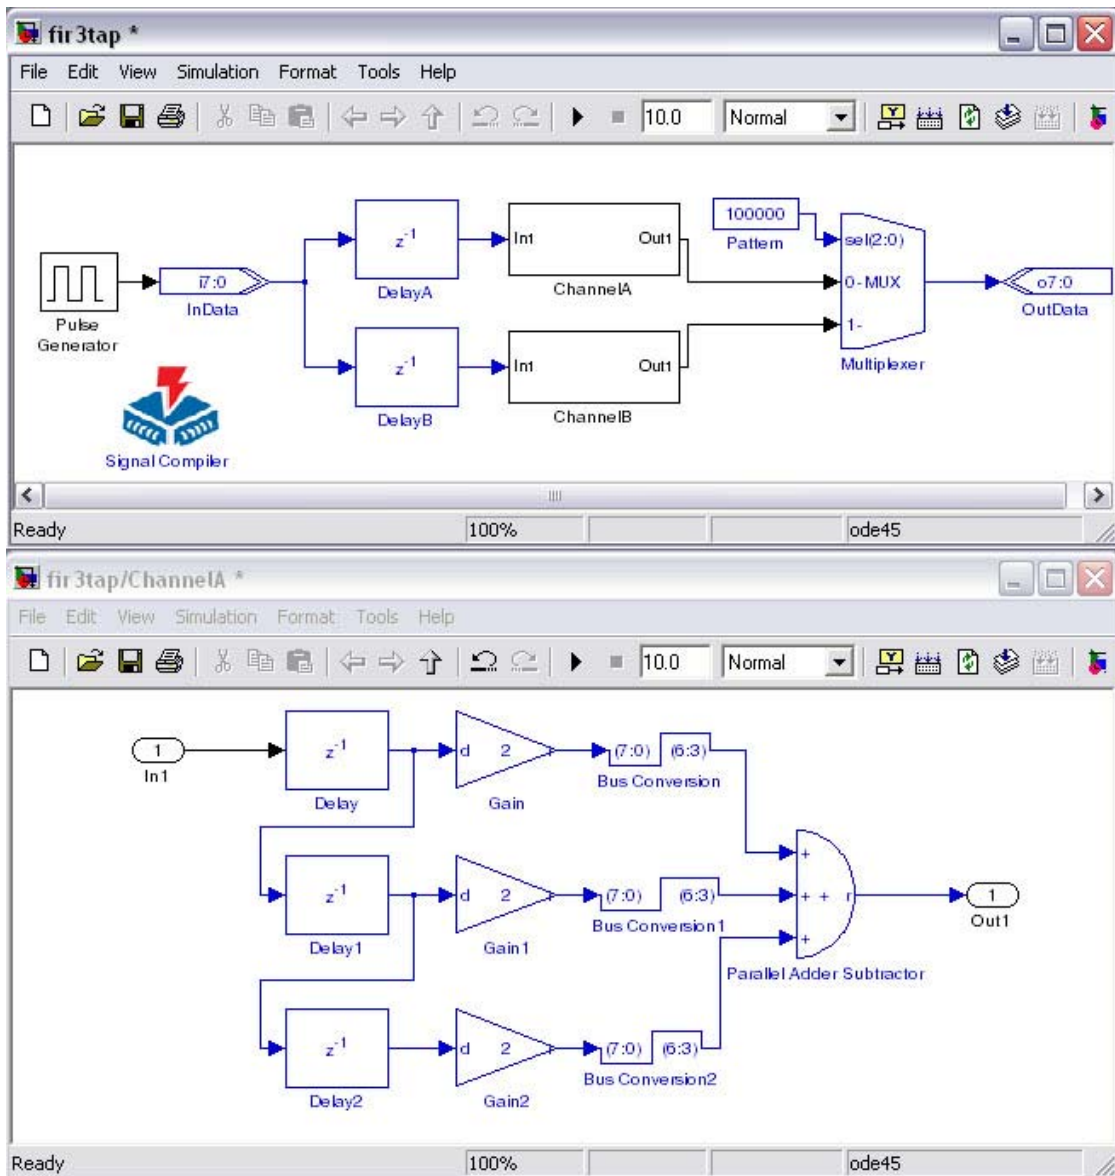 fir3tap *
File Edit View Simulation Format Tools Help
10.0 Normal
100000
Pattern
z-1
DelayA
In1 Out1
ChannelA
sel(2:0)
0- MUX
1-
Multiplexer
i7:0
InData
o7:0
OutData
Pulse
Generator
z-1
DelayB
In1 Out1
ChannelB
Signal Compiler
Ready 100% ode45
fir3tap/ChannelA *
File Edit View Simulation Format Tools Help
10.0 Normal
1
In1
z-1
Delay
d 2
Gain
(7:0) (6:3)
Bus Conversion
z-1
Delay1
d 2
Gain1
(7:0) (6:3)
Bus Conversion1
+
+ + r
+
Parallel Adder Subtractor
1
Out1
z-1
Delay2
d 2
Gain2
(7:0) (6:3)
Bus Conversion2
Ready 100% ode45